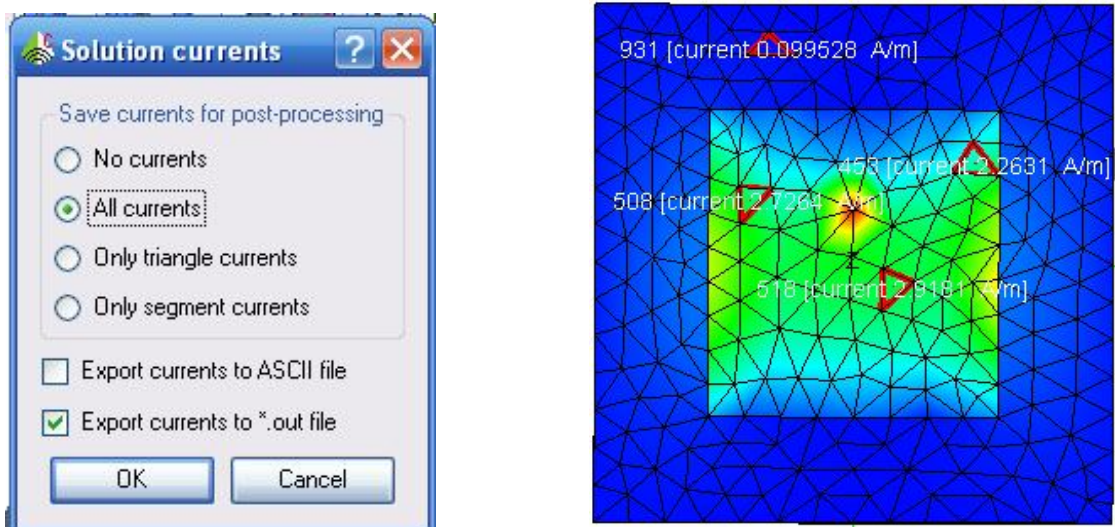 Solution currents
Save currents for post-processing
No currents
All currents
Only triangle currents
Only segment currents
Export currents to ASCII file
Export currents to *.out file
OK
Cancel
931 [current 0.099528 A/m]
453 [current 2.2631 A/m]
508 [current 2.7264 A/m]
518 [current 2.9181 A/m]